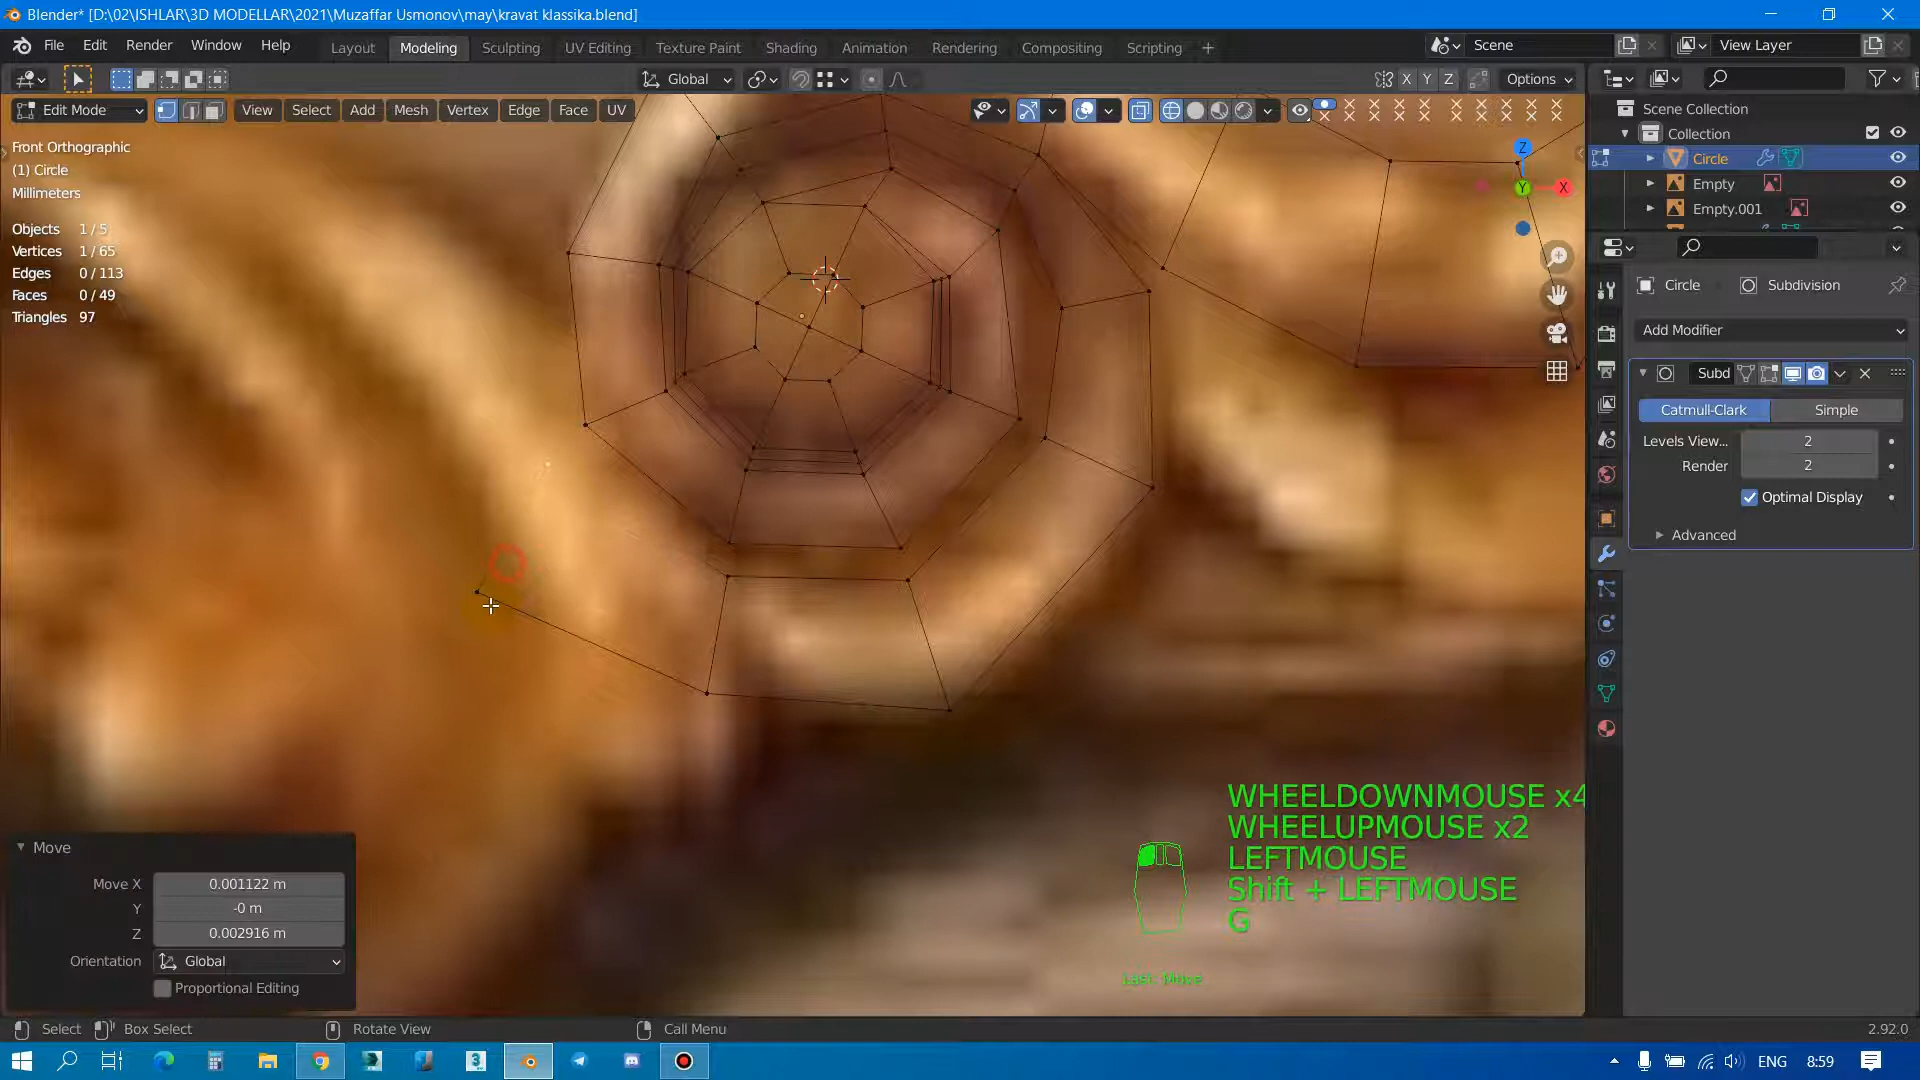 Blender* [D:\02\ISHLAR\3D MODELLAR\2021\Muzaffar Usmonov\may\kravat klassika.blend]
File Edit Render Window Help Layout Modeling Sculpting UV Editing Texture Paint Shading Animation Rendering Compositing Scripting + Scene View Layer
Global X Y Z Options
Edit Mode View Select Add Mesh Vertex Edge Face UV
Scene Collection
Collection
Circle
Empty
Empty.001
Front Orthographic
(1) Circle
Millimeters
Objects 1 / 5
Vertices 1 / 65
Edges 0 / 113
Faces 0 / 49
Triangles 97
Z
Y
X
Circle Subdivision
Add Modifier
Subd
Catmull-Clark Simple
Levels View... 2
Render 2
Optimal Display
Advanced
WHEELDOWNMOUSE x4
WHEELUPMOUSE x2
LEFTMOUSE
Shift + LEFTMOUSE
G
Last: Move
Move
Move X 0.001122 m
Y -0 m
Z 0.002916 m
Orientation Global
Proportional Editing
Select Box Select Rotate View Call Menu 2.92.0
ENG 8:59